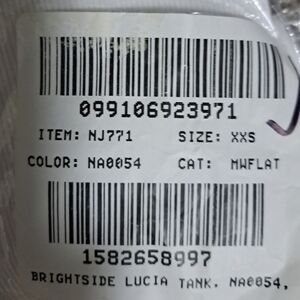 099106923971
ITEM: NJ771 SIZE: XXS
COLOR: NA0054 CAT: MWFLAT
1582658997
BRIGHTSIDE LUCIA TANK. NA0054,